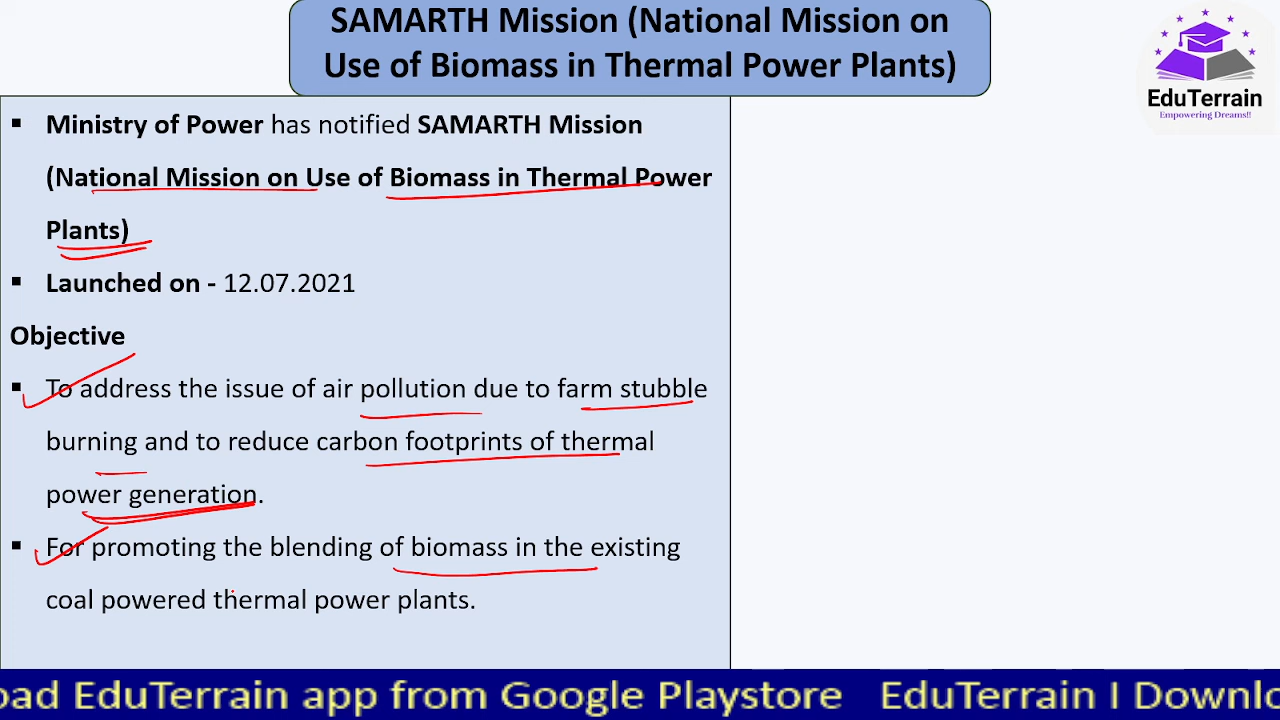 SAMARTH Mission (National Mission on
Use of Biomass in Thermal Power Plants)
EduTerrain
Empowering Dreams!!
▪ Ministry of Power has notified SAMARTH Mission
(National Mission on Use of Biomass in Thermal Power
Plants)
▪ Launched on - 12.07.2021
Objective
▪ To address the issue of air pollution due to farm stubble
burning and to reduce carbon footprints of thermal
power generation.
▪ For promoting the blending of biomass in the existing
coal powered thermal power plants.
oad EduTerrain app from Google Playstore EduTerrain I Downlo